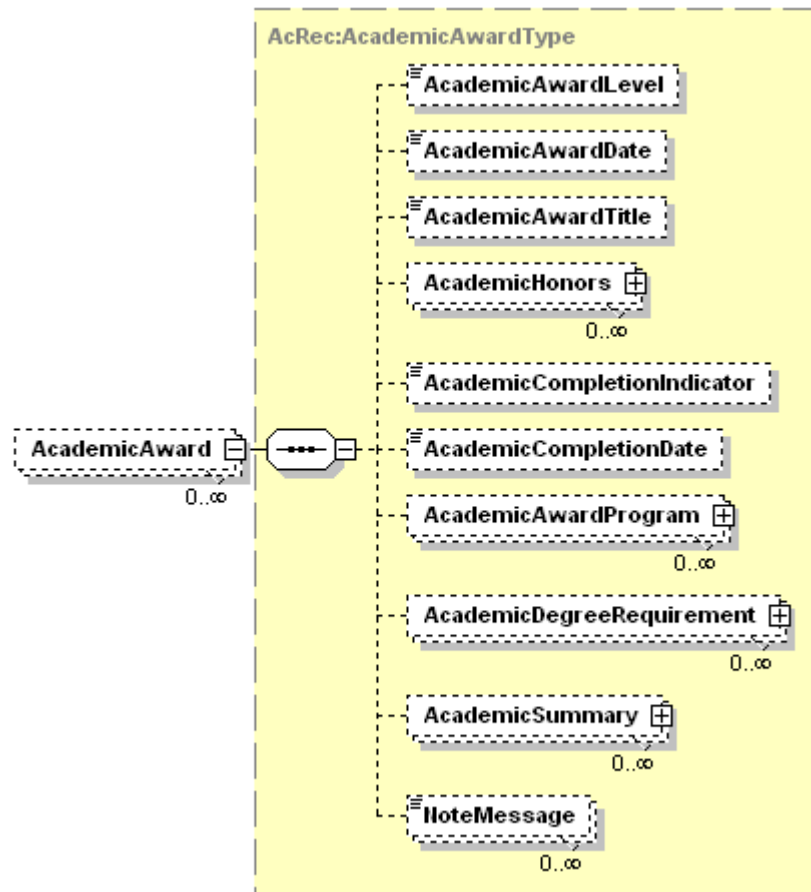 AcRec:AcademicAwardType
AcademicAwardLevel
AcademicAwardDate
AcademicAwardTitle
AcademicHonors
0..∞
AcademicCompletionIndicator
AcademicAward
0..∞
AcademicCompletionDate
AcademicAwardProgram
0..∞
AcademicDegreeRequirement
0..∞
AcademicSummary
0..∞
NoteMessage
0..∞